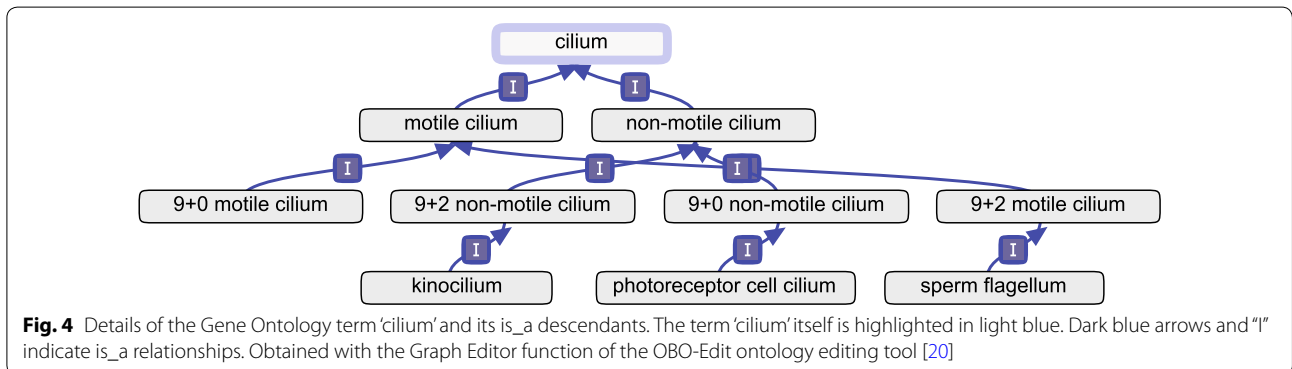 cilium
I I
motile cilium non-motile cilium
I I I
9+0 motile cilium 9+2 non-motile cilium 9+0 non-motile cilium 9+2 motile cilium
I I I
kinocilium photoreceptor cell cilium sperm flagellum
Fig. 4 Details of the Gene Ontology term ‘cilium’ and its is_a descendants. The term ‘cilium’ itself is highlighted in light blue. Dark blue arrows and “I”
indicate is_a relationships. Obtained with the Graph Editor function of the OBO-Edit ontology editing tool [20]